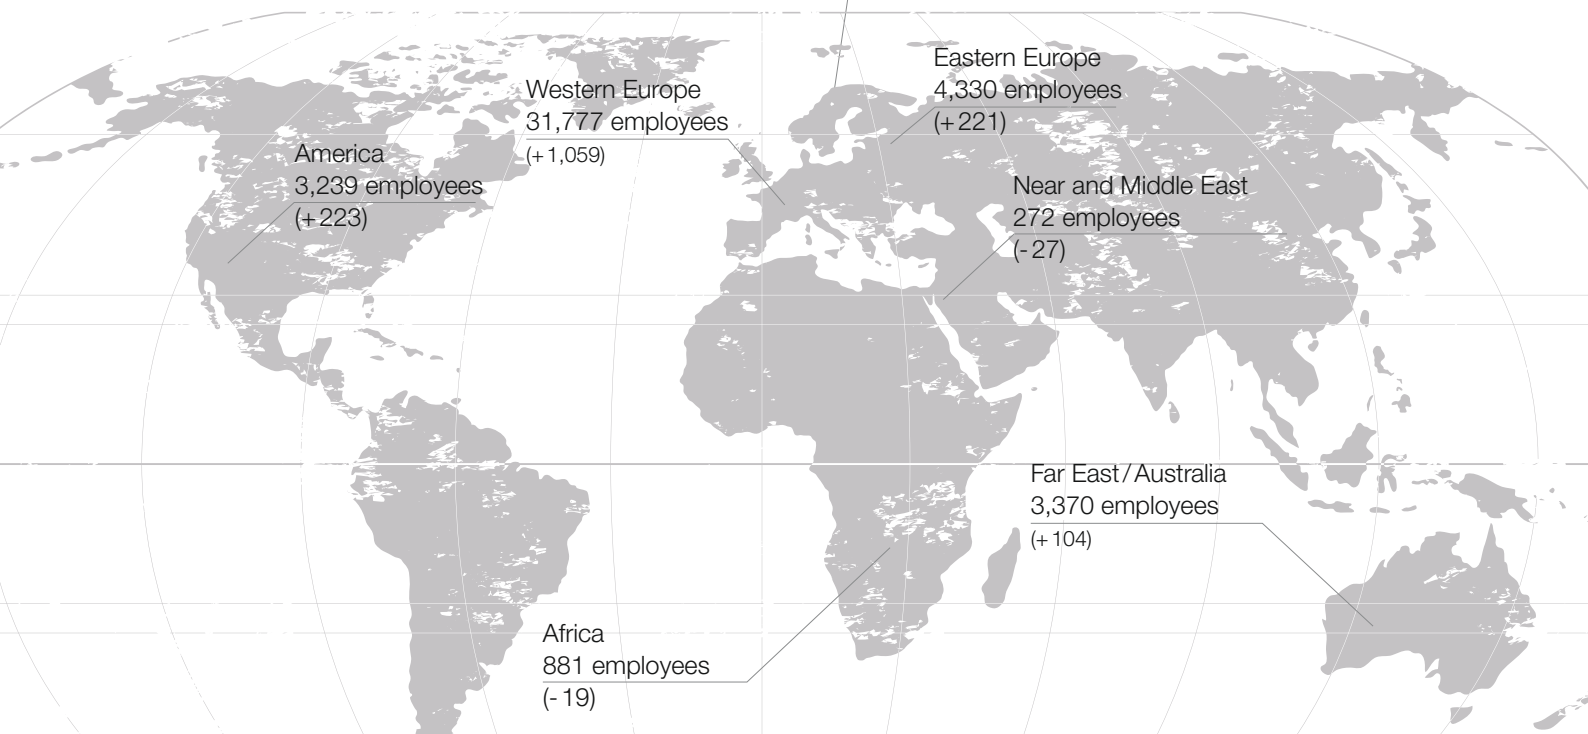 Eastern Europe
4,330 employees
(+ 221)
Western Europe
31,777 employees
(+ 1,059)
America
3,239 employees
(+ 223)
Near and Middle East
272 employees
(- 27)
Far East / Australia
3,370 employees
(+ 104)
Africa
881 employees
(- 19)